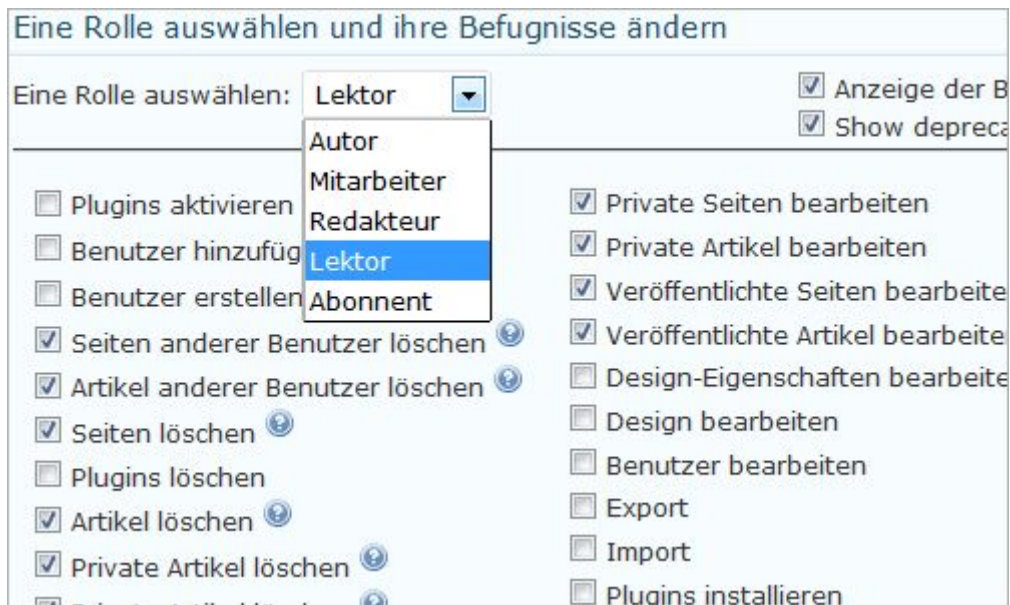 Eine Rolle auswählen und ihre Befugnisse ändern
Eine Rolle auswählen: Lektor
Anzeige der B
Show depreca
Autor
Mitarbeiter
Redakteur
Lektor
Abonnent
Plugins aktivieren
Benutzer hinzufüg
Benutzer erstellen
Seiten anderer Benutzer löschen
Artikel anderer Benutzer löschen
Seiten löschen
Plugins löschen
Artikel löschen
Private Artikel löschen
Private Seiten bearbeiten
Private Artikel bearbeiten
Veröffentlichte Seiten bearbeite
Veröffentlichte Artikel bearbeite
Design-Eigenschaften bearbeite
Design bearbeiten
Benutzer bearbeiten
Export
Import
Plugins installieren